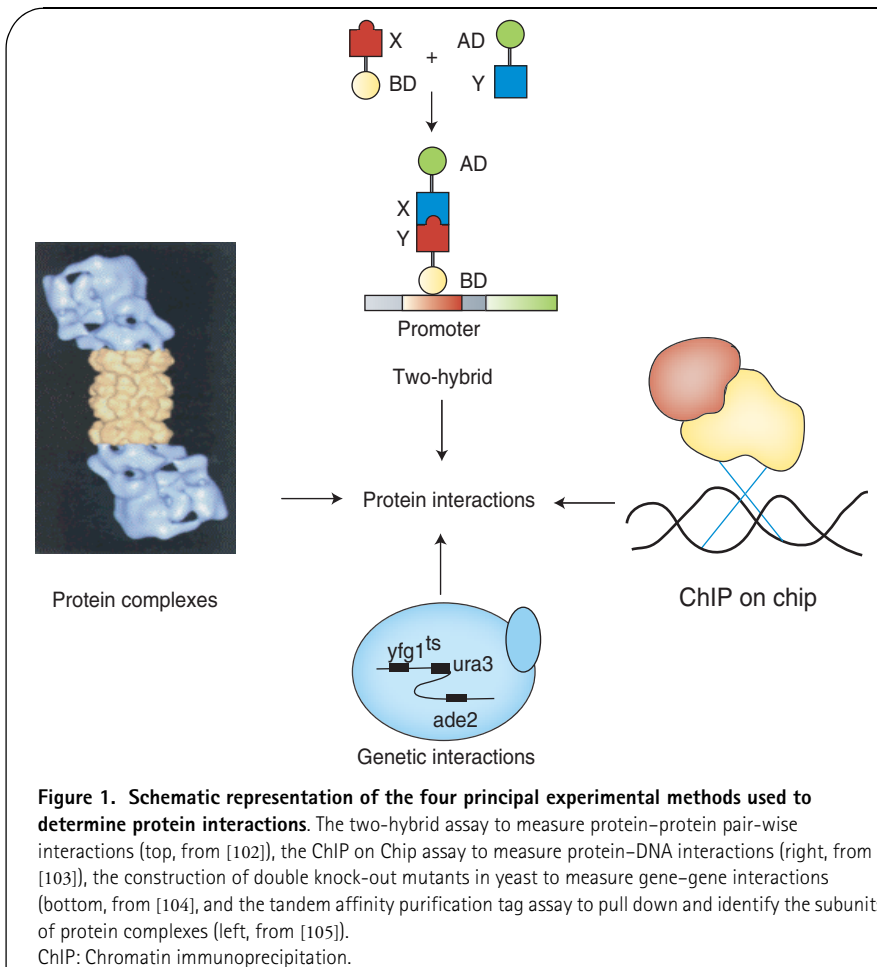 X
AD
+
BD
Y
AD
X
Y
BD
Promoter
Two-hybrid
Protein interactions
Protein complexes
ChIP on chip
yfg1ts
ura3
ade2
Genetic interactions
Figure 1. Schematic representation of the four principal experimental methods used to
determine protein interactions. The two-hybrid assay to measure protein–protein pair-wise
interactions (top, from [102]), the ChIP on Chip assay to measure protein–DNA interactions (right, from
[103]), the construction of double knock-out mutants in yeast to measure gene–gene interactions
(bottom, from [104], and the tandem affinity purification tag assay to pull down and identify the subunit
of protein complexes (left, from [105]).
ChIP: Chromatin immunoprecipitation.